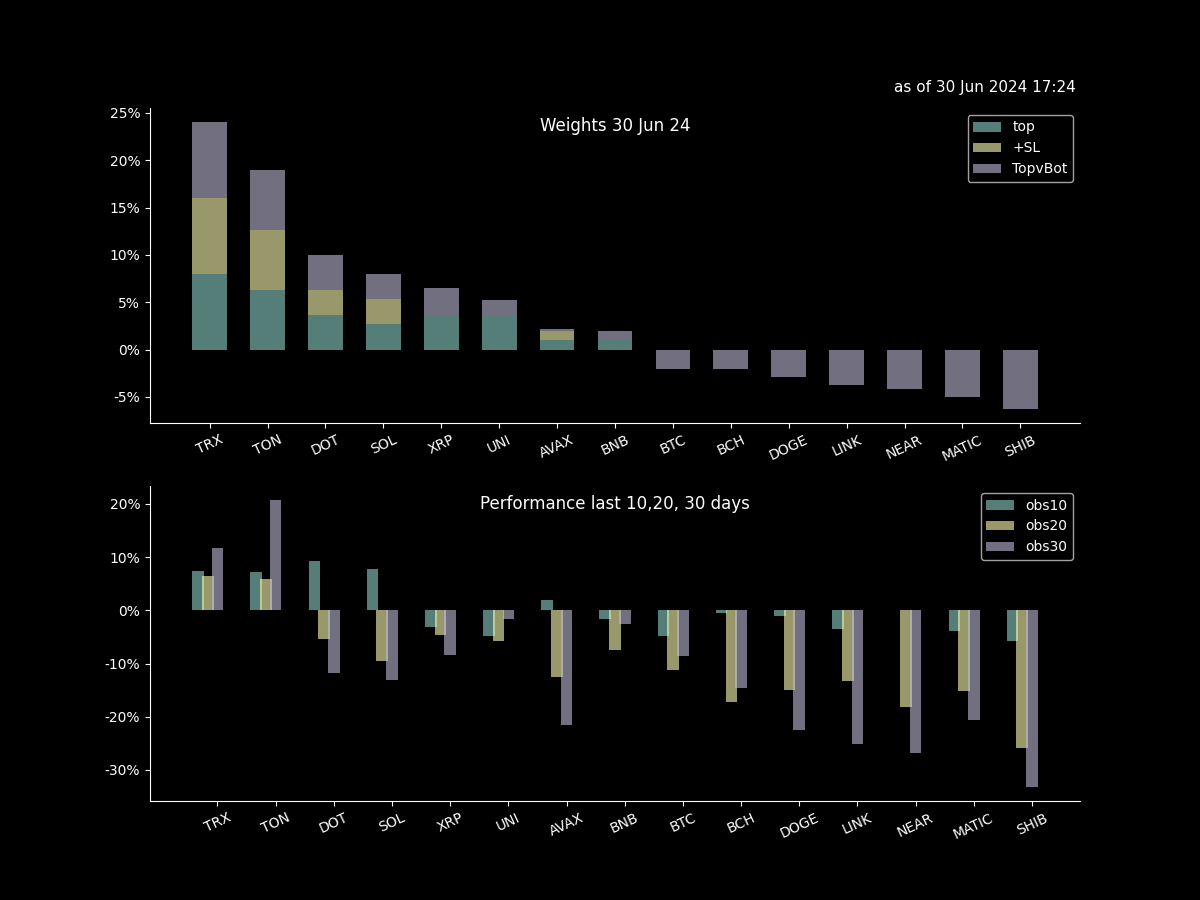 as of 30 Jun 2024 17:24
Weights 30 Jun 24
top
+SL
TopvBot
25%
20%
15%
10%
5%
0%
-5%
TRX TON DOT SOL XRP UNI AVAX BNB BTC BCH DOGE LINK NEAR MATIC SHIB
Performance last 10,20, 30 days
obs10
obs20
obs30
20%
10%
0%
-10%
-20%
-30%
TRX TON DOT SOL XRP UNI AVAX BNB BTC BCH DOGE LINK NEAR MATIC SHIB